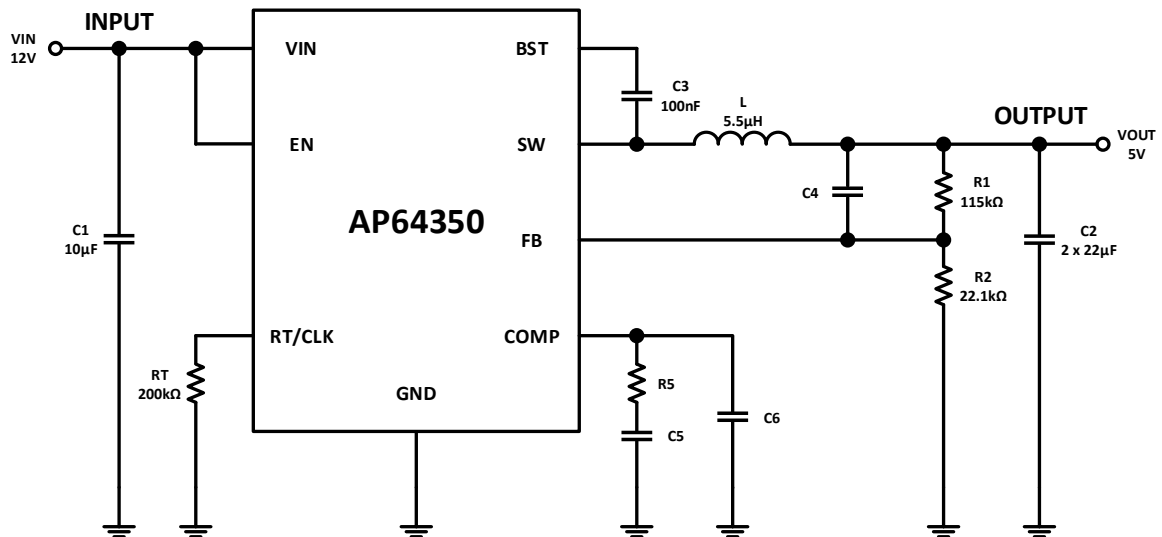 INPUT
VIN
12V
VIN
BST
C3
100nF
L
5.5µH
OUTPUT
VOUT
5V
EN
SW
C4
R1
115kΩ
AP64350
C1
10µF
FB
C2
2 x 22µF
R2
22.1kΩ
RT/CLK
COMP
RT
200kΩ
GND
R5
C5
C6